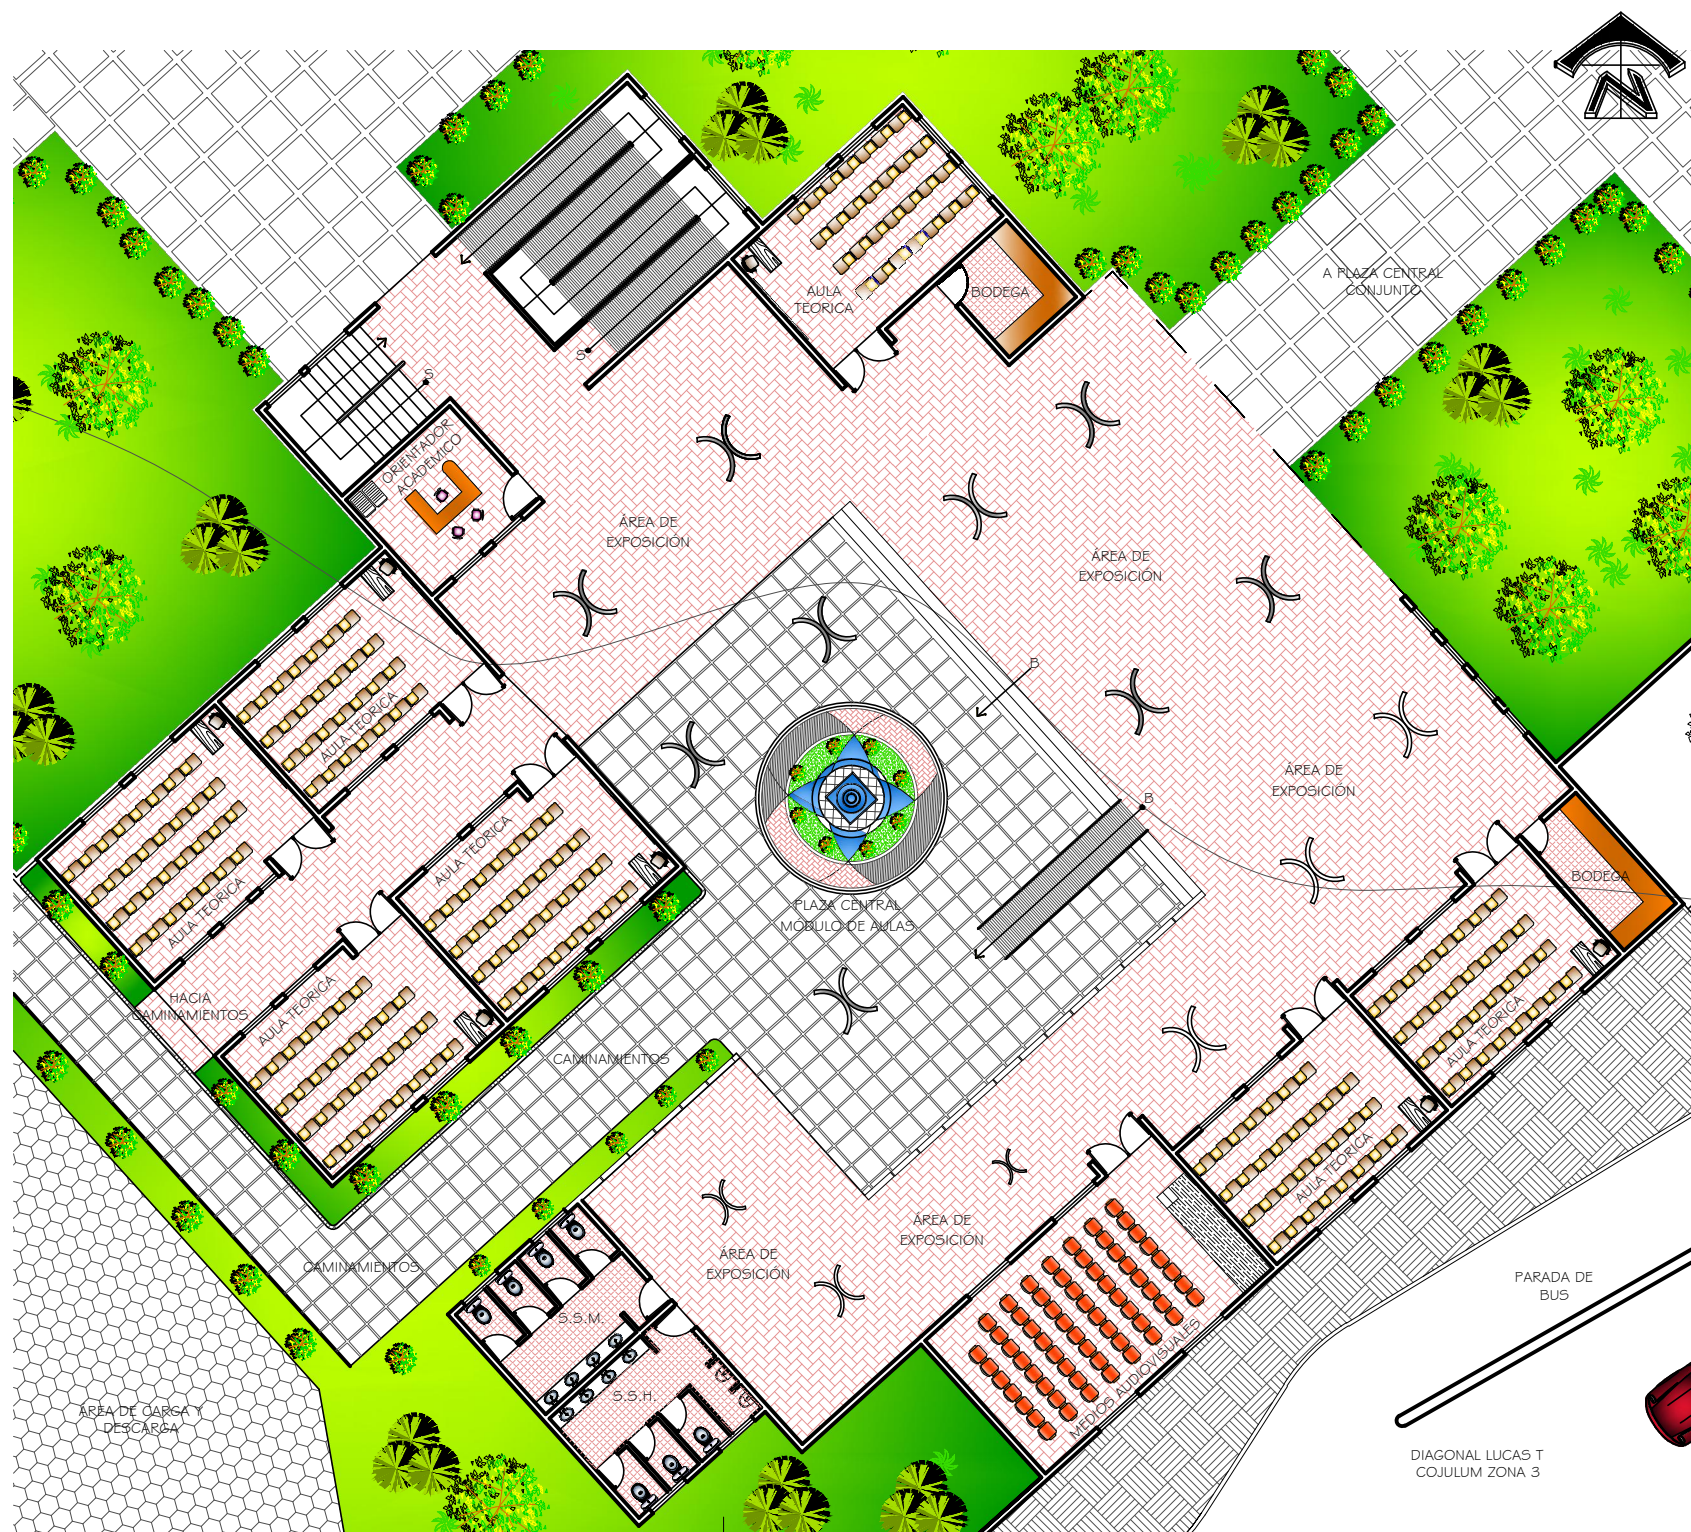 N
A PLAZA CENTRAL
CONJUNTO
AULA
TEORICA
BODEGA
S
S
ORIENTADOR
ACADEMICO
ÁREA DE
EXPOSICIÓN
ÁREA DE
EXPOSICIÓN
B
AULA TEORICA
ÁREA DE
EXPOSICIÓN
B
AULA TEORICA
AULA TEORICA
PLAZA CENTRAL
MÓDULO DE AULAS
BODEGA
HACIA
CAMINAMIENTOS
AULA TEORICA
AULA TEORICA
CAMINAMIENTOS
AULA TEORICA
ÁREA DE
EXPOSICIÓN
ÁREA DE
EXPOSICIÓN
CAMINAMIENTOS
PARADA DE
BUS
S.S.M.
S.S.H.
MEDIOS AUDIOVISUALES
AREA DE CARGA Y
DESCARGA
DIAGONAL LUCAS T
COJULUM ZONA 3